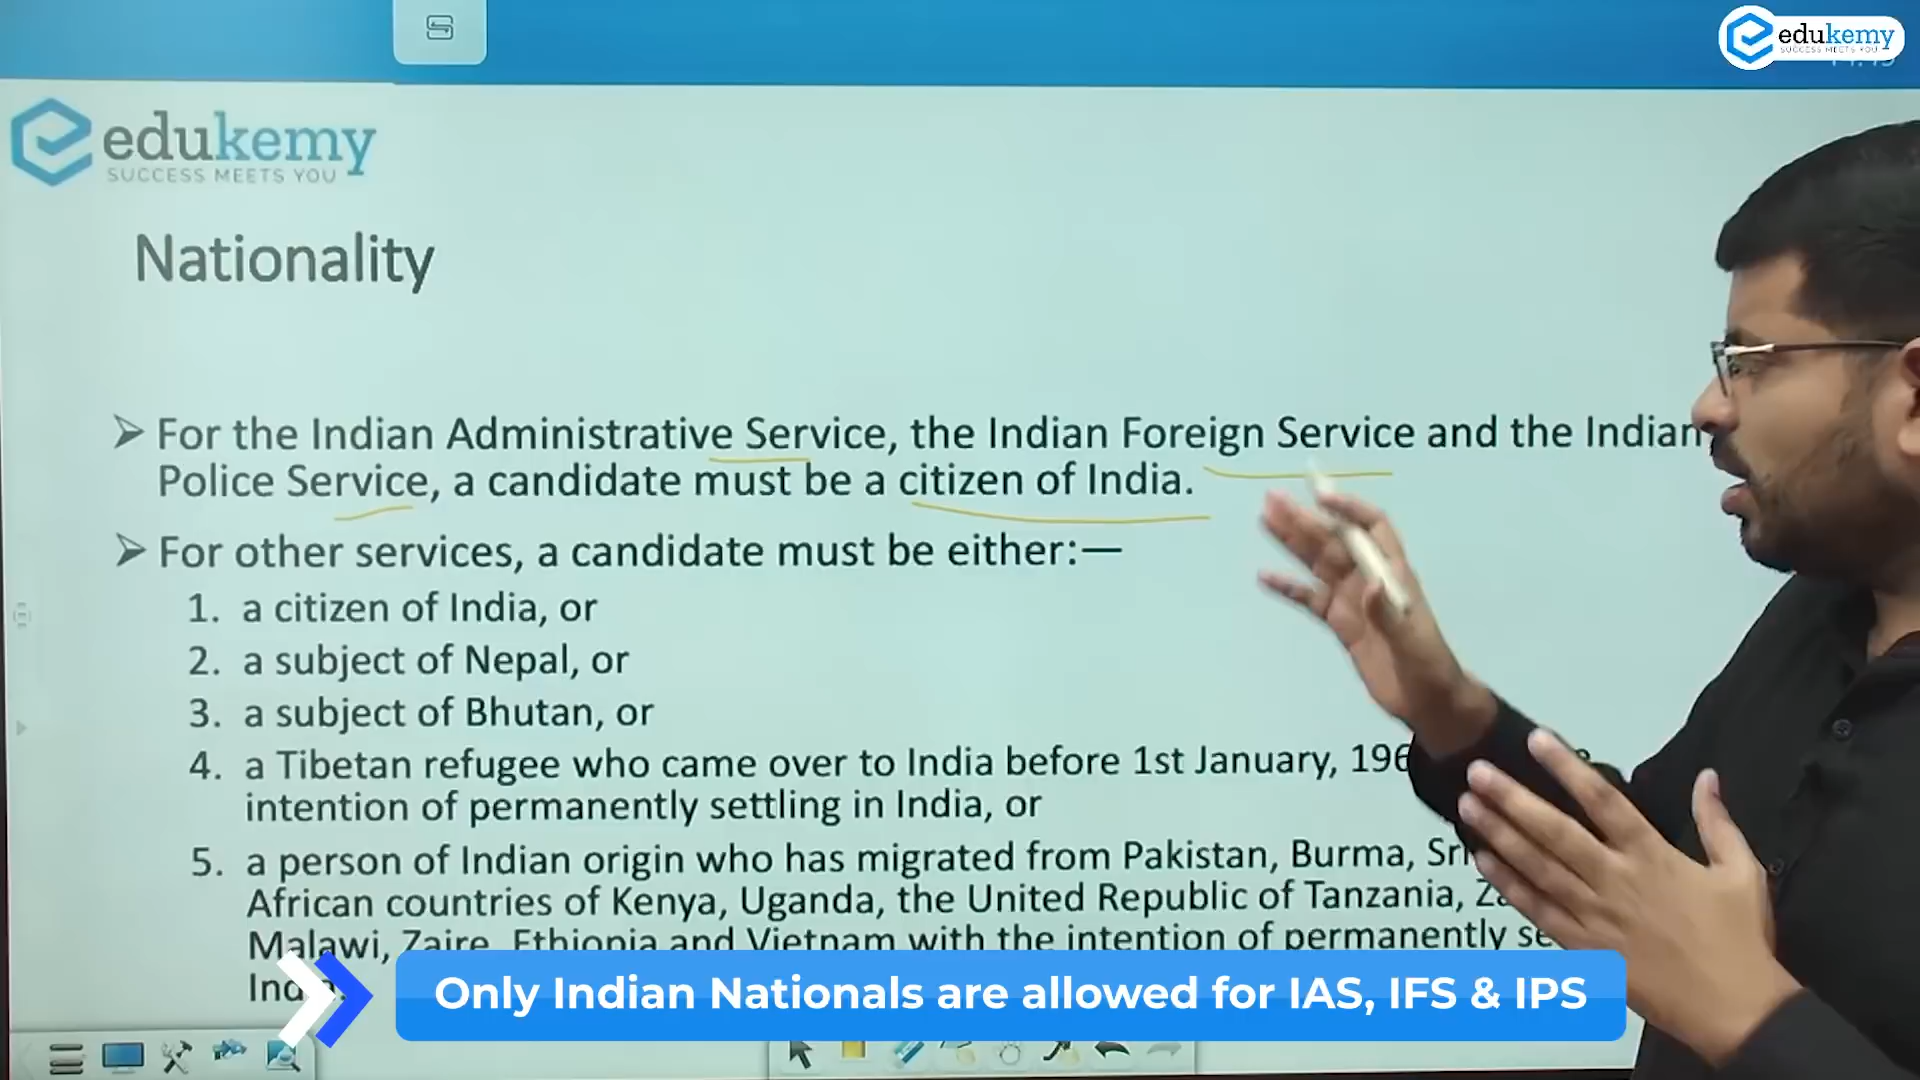 edukemy
SUCCESS MEETS YOU
edukemy
SUCCESS MEETS YOU
Nationality
➢ For the Indian Administrative Service, the Indian Foreign Service and the Indian
Police Service, a candidate must be a citizen of India.
➢ For other services, a candidate must be either:—
1. a citizen of India, or
2. a subject of Nepal, or
3. a subject of Bhutan, or
4. a Tibetan refugee who came over to India before 1st January, 196
intention of permanently settling in India, or
5. a person of Indian origin who has migrated from Pakistan, Burma,
African countries of Kenya, Uganda, the United Republic of Tanzania,
Malawi, Zaire, Ethiopia and Vietnam with the intention of permanently
Only Indian Nationals are allowed for IAS, IFS & IPS